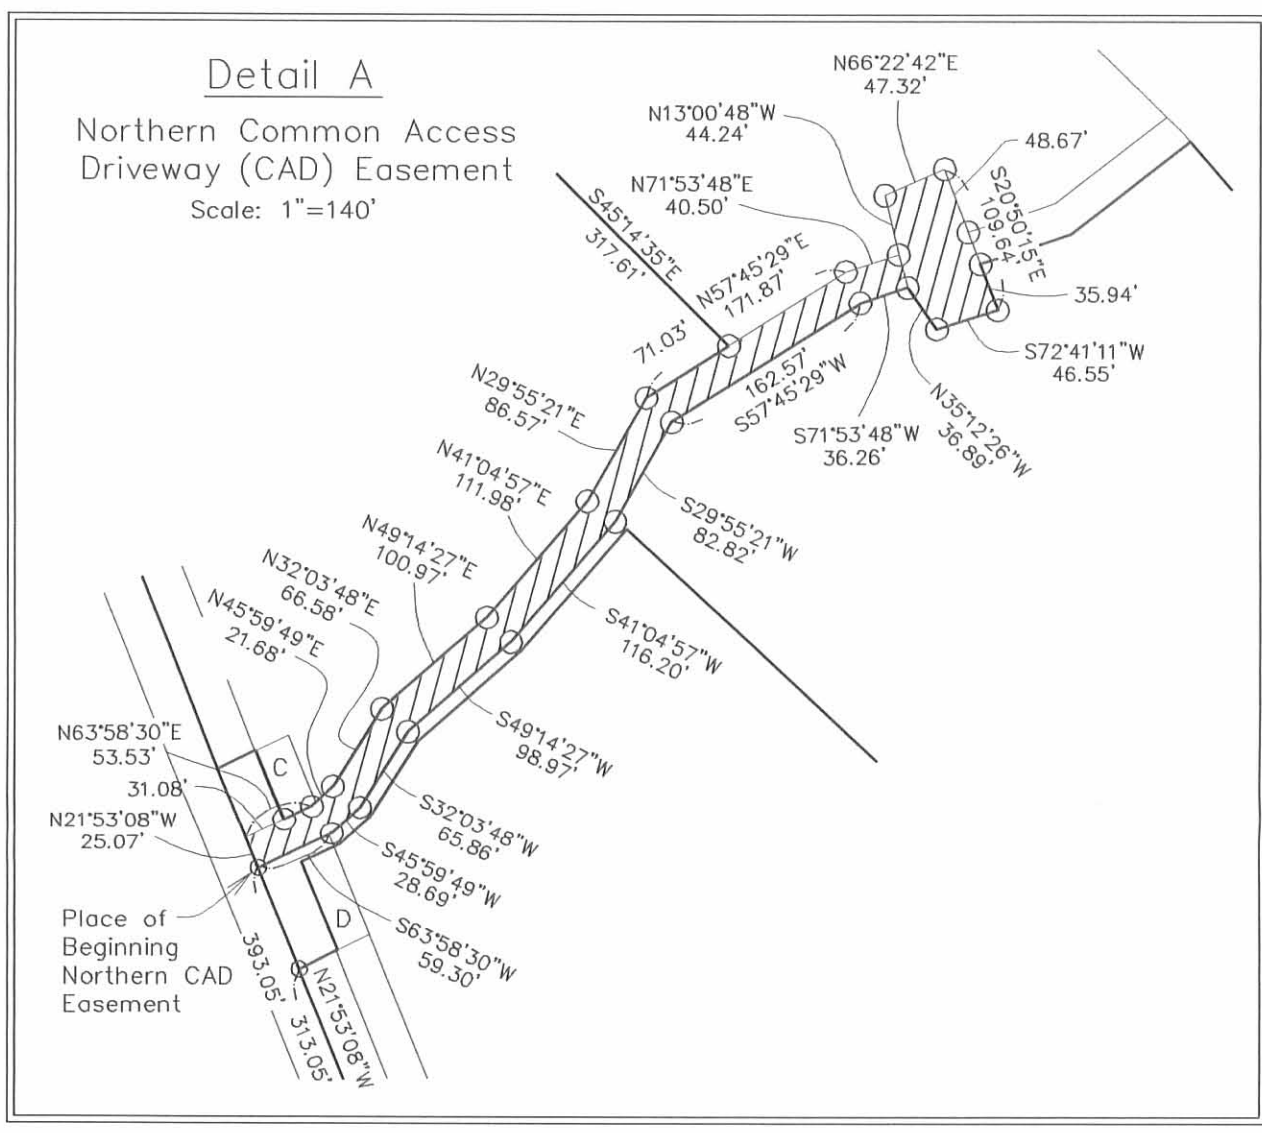 Detail A
Northern Common Access
Driveway (CAD) Easement
Scale: 1"=140'
N66°22'42"E
47.32'
N13°00'48"W
44.24'
48.67'
N71°53'48"E
40.50'
S20°50'15"E
109.64'
S45°14'35"E
317.61'
N57°45'29"E
171.87'
35.94'
71.03'
S72°41'11"W
46.55'
162.57'
S57°45'29"W
N29°55'21"E
86.57'
N35°12'26"W
36.89'
S71°53'48"W
36.26'
N41°04'57"E
111.98'
S29°55'21"W
82.82'
N49°14'27"E
100.97'
N32°03'48"E
66.58'
N45°59'49"E
21.68'
S41°04'57"W
116.20'
N63°58'30"E
53.53'
C
31.08'
S49°14'27"W
98.97'
N21°53'08"W
25.07'
S32°03'48"W
65.86'
S45°59'49"W
28.69'
Place of
Beginning
Northern CAD
Easement
D
S63°58'30"W
59.30'
393.05'
N21°53'08"W
313.05'